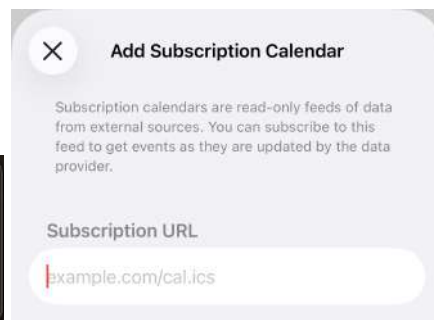 Add Subscription Calendar
Subscription calendars are read-only feeds of data
from external sources. You can subscribe to this
feed to get events as they are updated by the data
provider.
Subscription URL
example.com/cal.ics